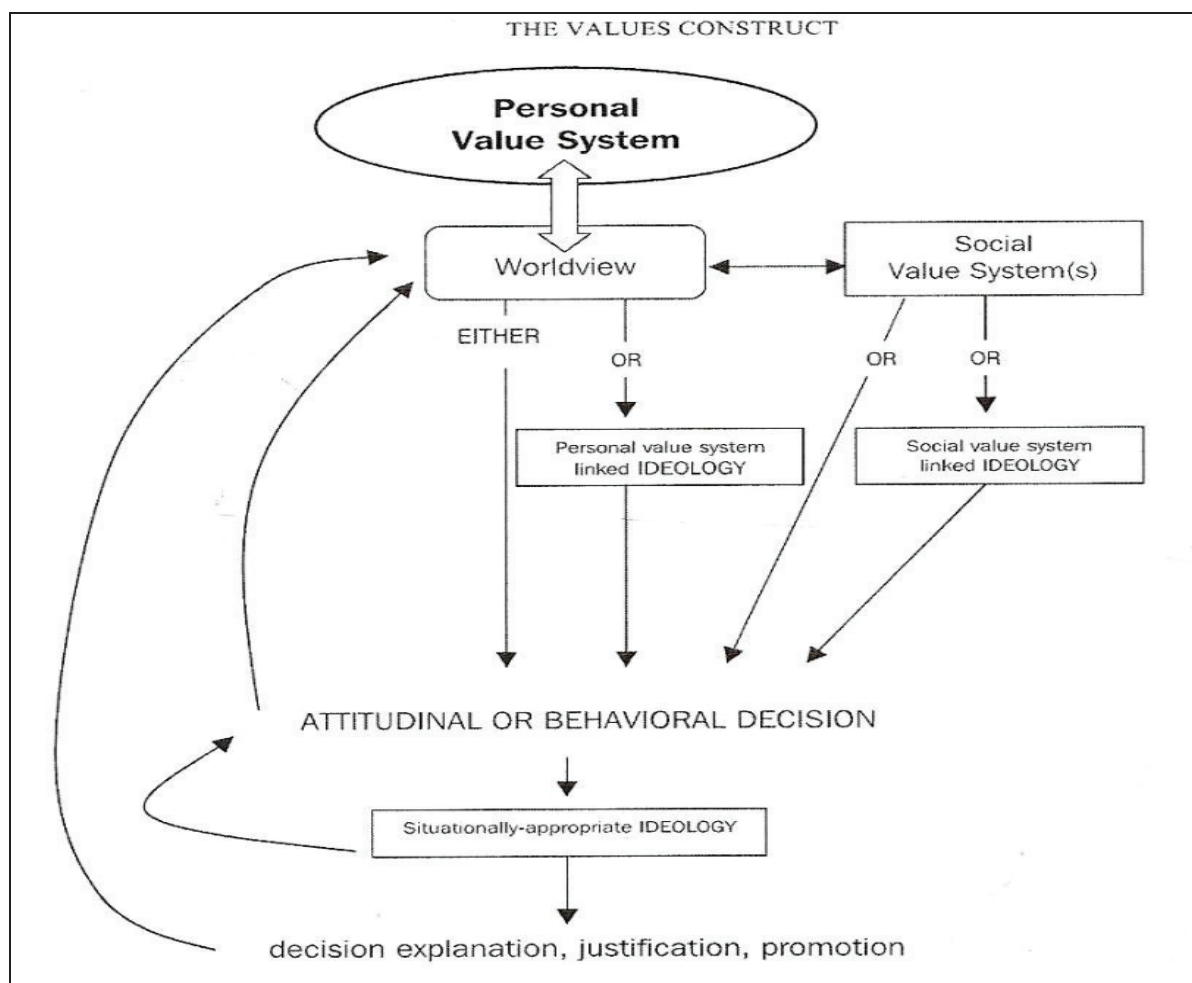 THE VALUES CONSTRUCT
Personal
Value System
Worldview
Social
Value System(s)
EITHER
OR
OR
OR
Personal value system
linked IDEOLOGY
Social value system
linked IDEOLOGY
ATTITUDINAL OR BEHAVIORAL DECISION
Situationally-appropriate IDEOLOGY
decision explanation, justification, promotion